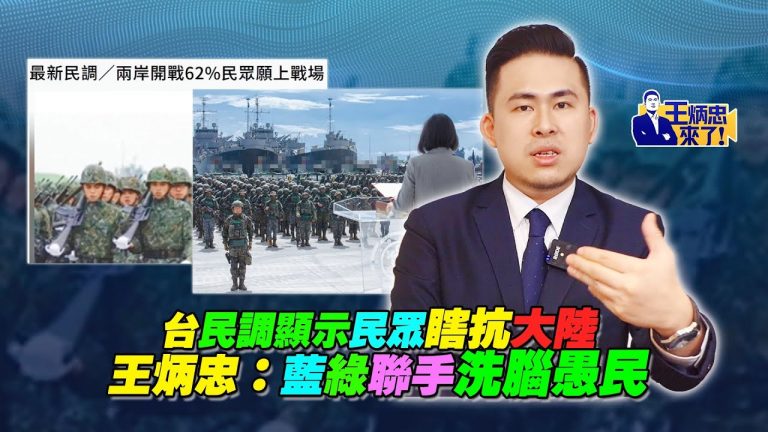 最新民調／兩岸開戰62%民眾願上戰場
王炳忠
來了!
台民調顯示民眾瞎抗大陸
王炳忠：藍綠聯手洗腦愚民